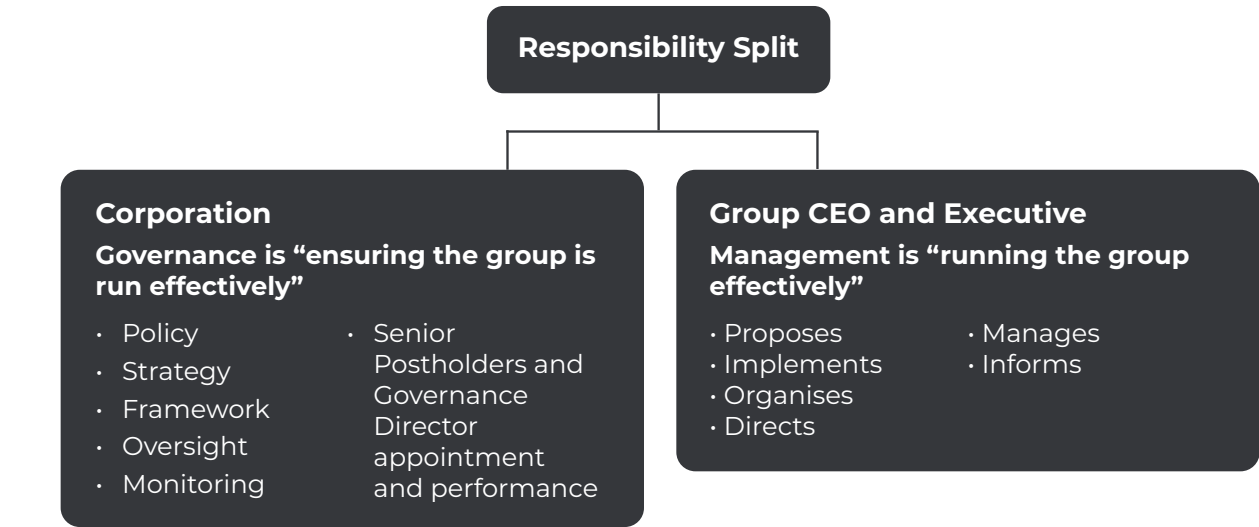 Responsibility Split
Corporation
Governance is “ensuring the group is
run effectively”
• Policy
• Strategy
• Framework
• Oversight
• Monitoring
• Senior
Postholders and
Governance
Director
appointment
and performance
Group CEO and Executive
Management is “running the group
effectively”
• Proposes
• Implements
• Organises
• Directs
• Manages
• Informs